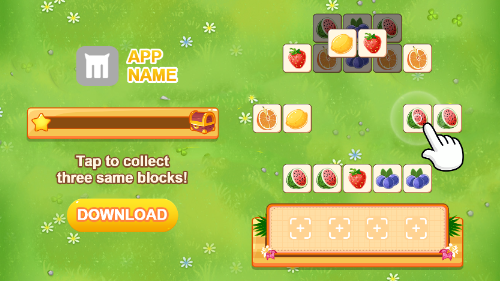 APP
NAME
Tap to collect
three same blocks!
DOWNLOAD